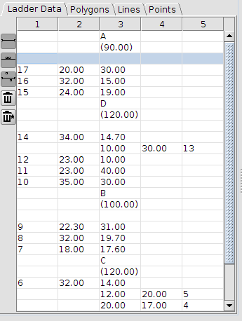 Ladder Data Polygons Lines Points
1 2 3 4 5
A
(90.00)
17 20.00 30.00
16 32.00 15.00
15 24.00 19.00
D
(120.00)
14 34.00 14.70
10.00 30.00 13
12 23.00 10.00
11 23.00 40.00
10 35.00 30.00
B
(100.00)
9 22.30 31.00
8 32.00 19.70
7 18.00 17.60
C
(120.00)
6 32.00 14.00
12.00 20.00 5
20.00 17.00 4